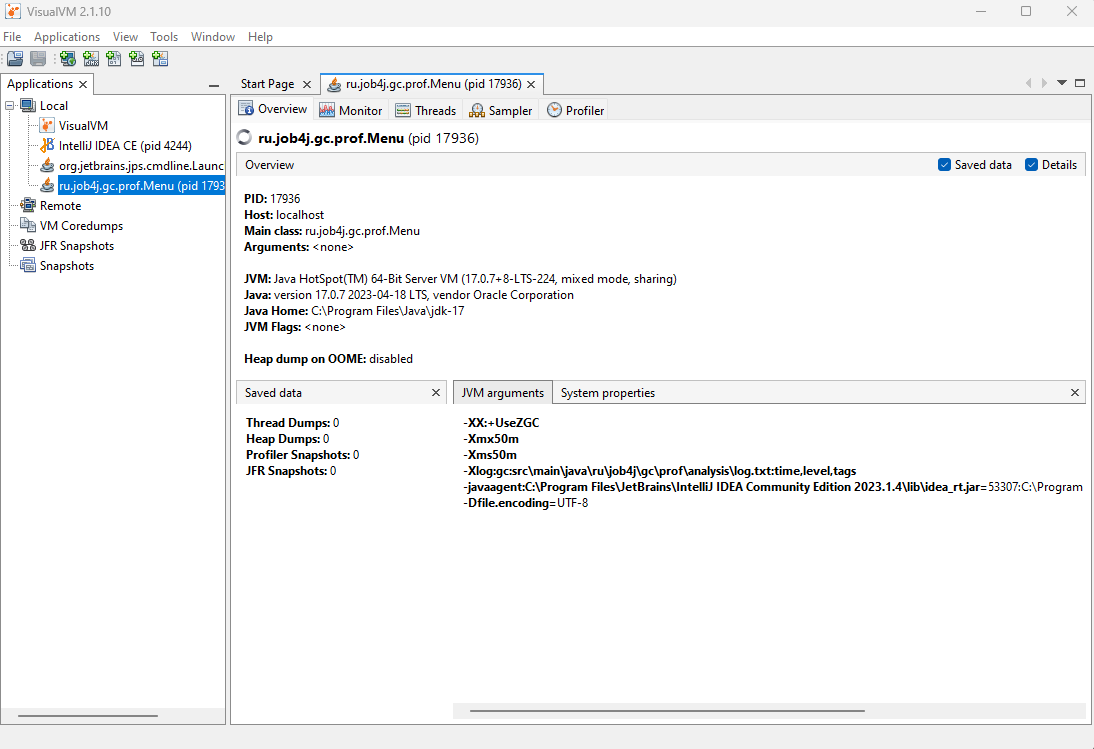 VisualVM 2.1.10
File Applications View Tools Window Help
Applications
Start Page
ru.job4j.gc.prof.Menu (pid 17936)
Local
VisualVM
IntelliJ IDEA CE (pid 4244)
org.jetbrains.jps.cmdline.Launc
ru.job4j.gc.prof.Menu (pid 1793
Remote
VM Coredumps
JFR Snapshots
Snapshots
Overview Monitor Threads Sampler Profiler
ru.job4j.gc.prof.Menu (pid 17936)
Overview Saved data Details
PID: 17936
Host: localhost
Main class: ru.job4j.gc.prof.Menu
Arguments: <none>
JVM: Java HotSpot(TM) 64-Bit Server VM (17.0.7+8-LTS-224, mixed mode, sharing)
Java: version 17.0.7 2023-04-18 LTS, vendor Oracle Corporation
Java Home: C:\Program Files\Java\jdk-17
JVM Flags: <none>
Heap dump on OOME: disabled
Saved data
Thread Dumps: 0
Heap Dumps: 0
Profiler Snapshots: 0
JFR Snapshots: 0
JVM arguments System properties
-XX:+UseZGC
-Xmx50m
-Xms50m
-Xlog:gc:src\main\java\ru\job4j\gc\prof\analysis\log.txt:time,level,tags
-javaagent:C:\Program Files\JetBrains\IntelliJ IDEA Community Edition 2023.1.4\lib\idea_rt.jar=53307:C:\Program
-Dfile.encoding=UTF-8